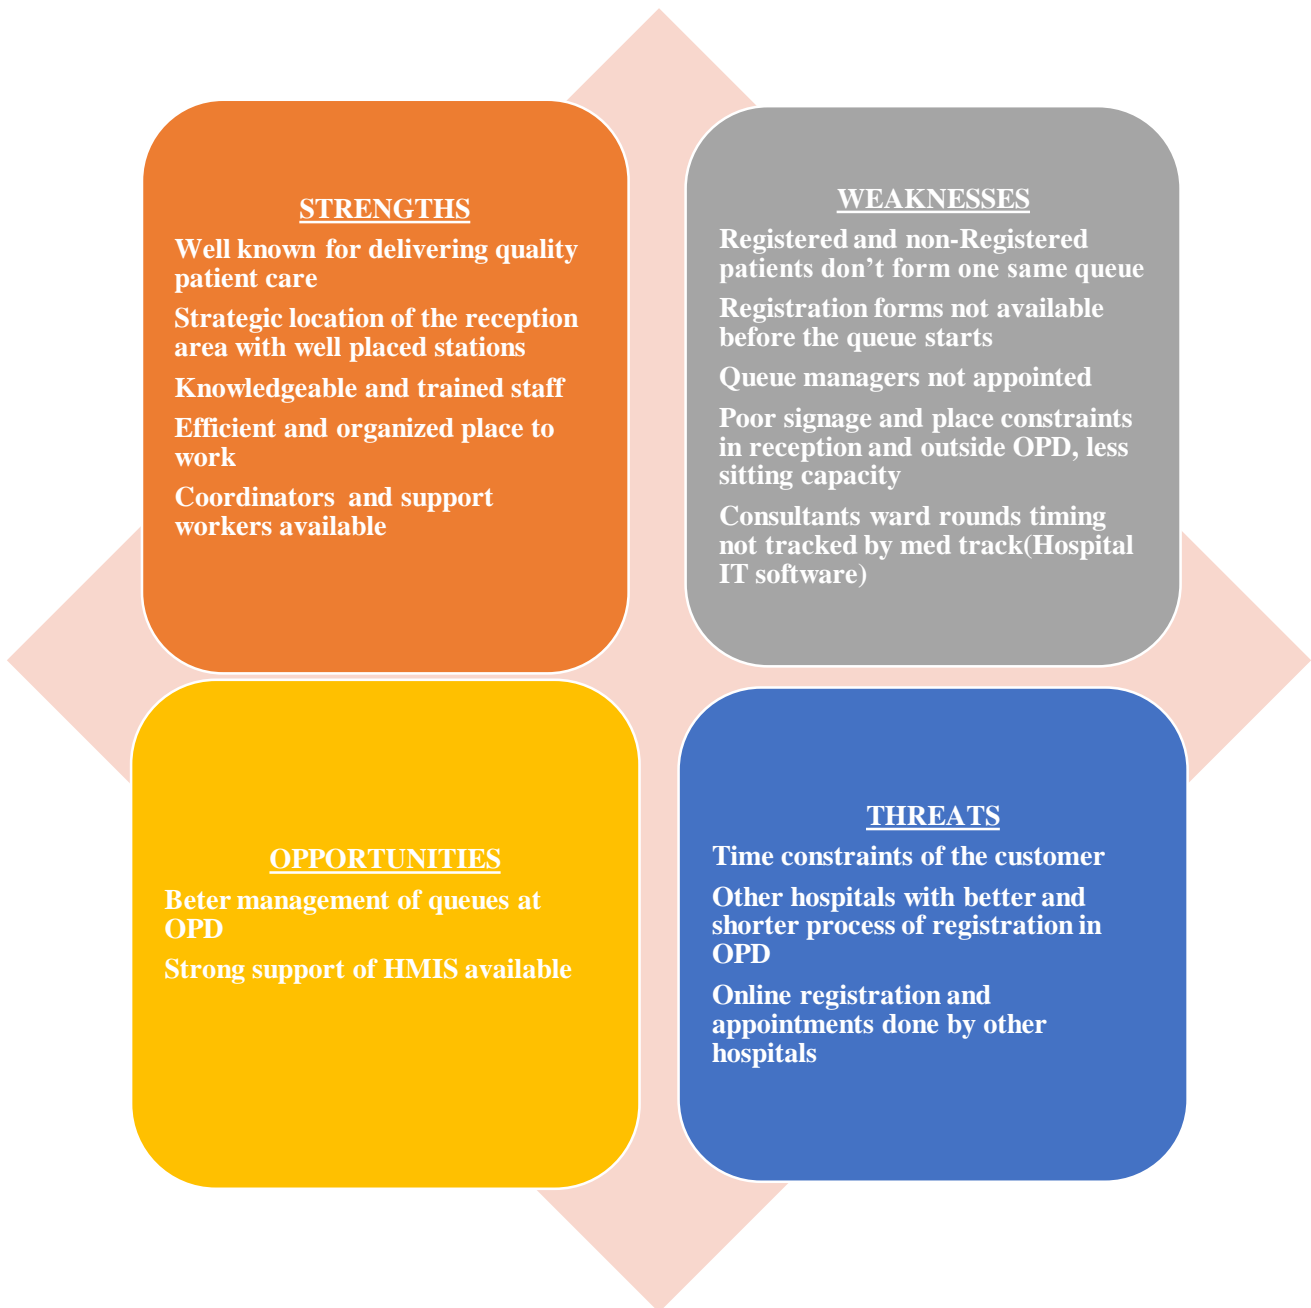 STRENGTHS
Well known for delivering quality
patient care
Strategic location of the reception
area with well placed stations
Knowledgeable and trained staff
Efficient and organized place to
work
Coordinators  and support
workers available
WEAKNESSES
Registered and non-Registered
patients don’t form one same queue
Registration forms not available
before the queue starts
Queue managers not appointed
Poor signage and place constraints
in reception and outside OPD, less
sitting capacity
Consultants ward rounds timing
not tracked by med track(Hospital
IT software)
OPPORTUNITIES
Beter management of queues at
OPD
Strong support of HMIS available
THREATS
Time constraints of the customer
Other hospitals with better and
shorter process of registration in
OPD
Online registration and
appointments done by other
hospitals